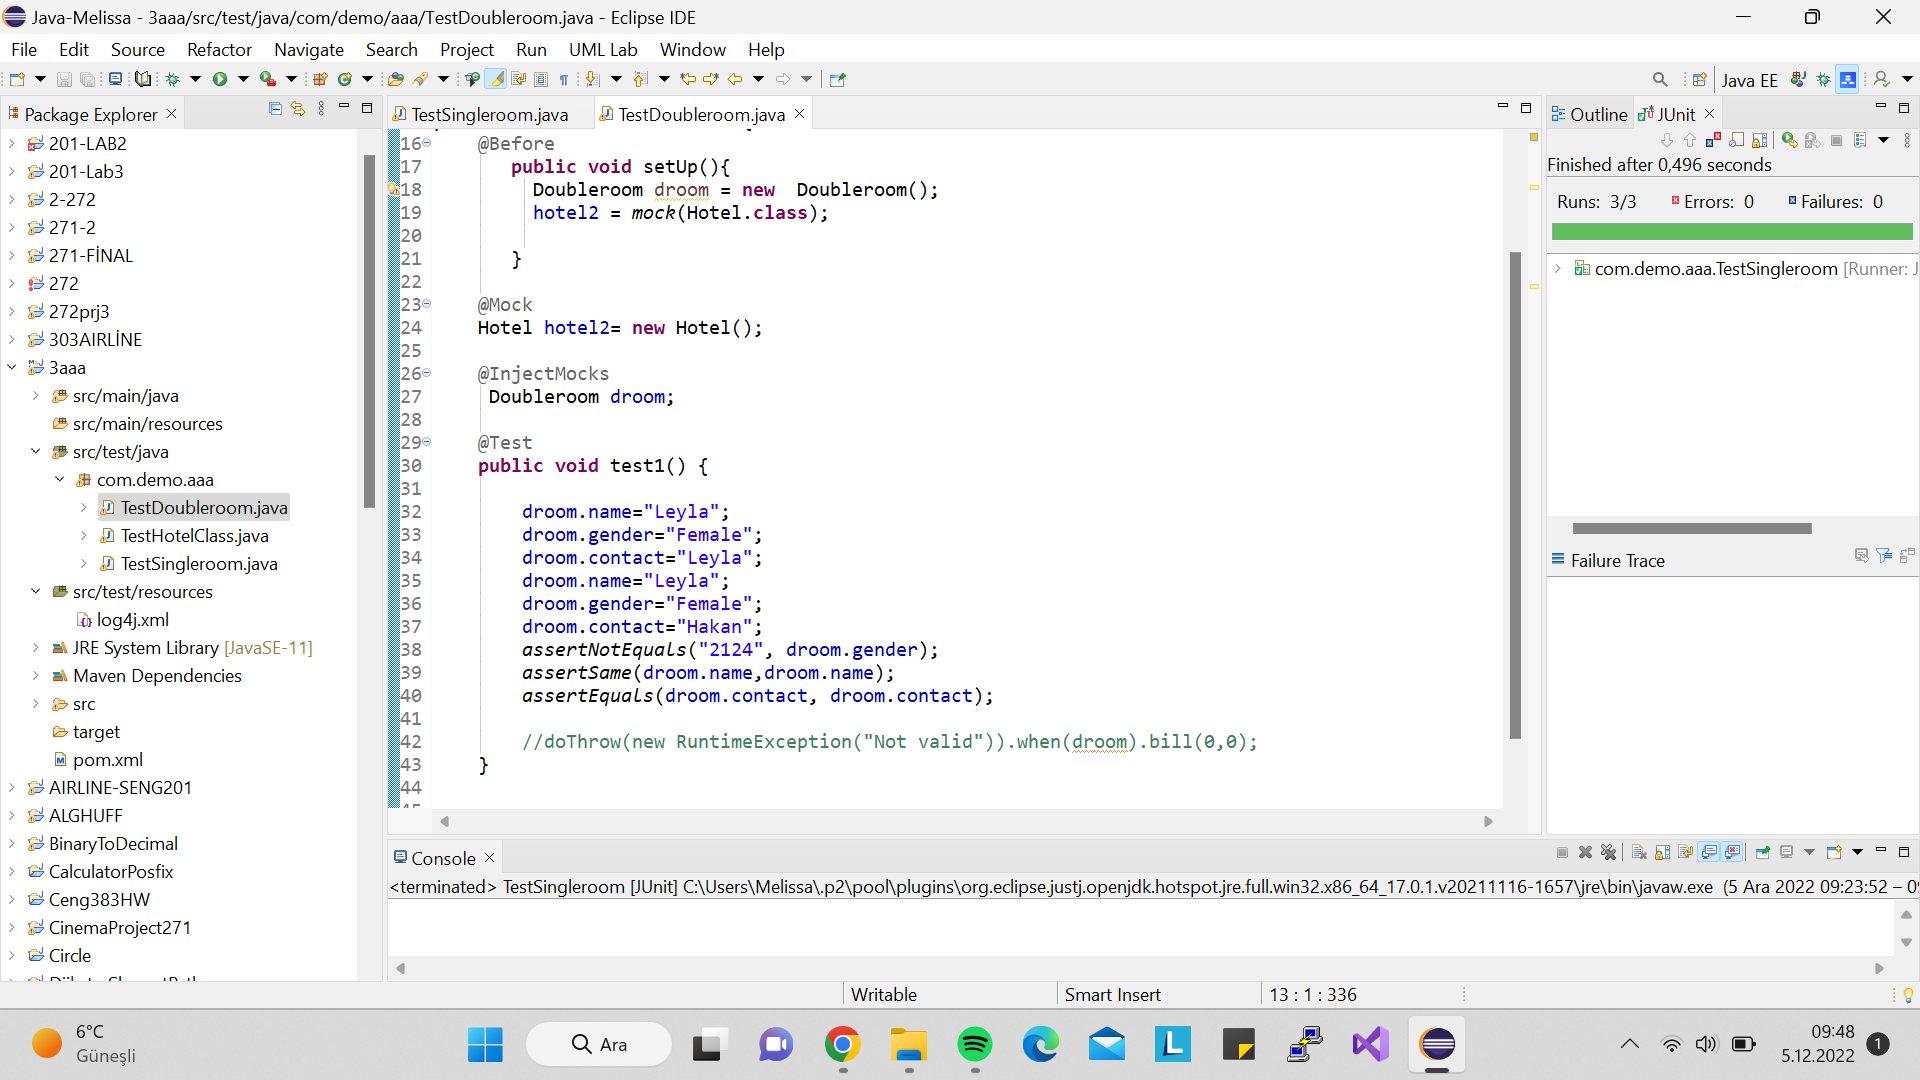 Java-Melissa - 3aaa/src/test/java/com/demo/aaa/TestDoubleroom.java - Eclipse IDE
File Edit Source Refactor Navigate Search Project Run UML Lab Window Help
Java EE
Package Explorer
201-LAB2
201-Lab3
2-272
271-2
271-FİNAL
272
272prj3
303AIRLİNE
3aaa
src/main/java
src/main/resources
src/test/java
com.demo.aaa
TestDoubleroom.java
TestHotelClass.java
TestSingleroom.java
src/test/resources
log4j.xml
JRE System Library [JavaSE-11]
Maven Dependencies
src
target
pom.xml
AIRLINE-SENG201
ALGHUFF
BinaryToDecimal
CalculatorPosfix
Ceng383HW
CinemaProject271
Circle
TestSingleroom.java TestDoubleroom.java
16 @Before
17 public void setUp(){
18 Doubleroom droom = new  Doubleroom();
19 hotel2 = mock(Hotel.class);
20
21 }
22
23 @Mock
24 Hotel hotel2= new Hotel();
25
26 @InjectMocks
27 Doubleroom droom;
28
29 @Test
30 public void test1() {
31
32 droom.name="Leyla";
33 droom.gender="Female";
34 droom.contact="Leyla";
35 droom.name="Leyla";
36 droom.gender="Female";
37 droom.contact="Hakan";
38 assertNotEquals("2124", droom.gender);
39 assertSame(droom.name,droom.name);
40 assertEquals(droom.contact, droom.contact);
41
42 //doThrow(new RuntimeException("Not valid")).when(droom).bill(0,0);
43 }
44
Outline JUnit
Finished after 0,496 seconds
Runs: 3/3 Errors: 0 Failures: 0
com.demo.aaa.TestSingleroom [Runner: J
Failure Trace
Console
<terminated> TestSingleroom [JUnit] C:\Users\Melissa\.p2\pool\plugins\org.eclipse.justj.openjdk.hotspot.jre.full.win32.x86_64_17.0.1.v20211116-1657\jre\bin\javaw.exe (5 Ara 2022 09:23:52 – 09
Writable Smart Insert 13 : 1 : 336
6°C
Güneşli
Ara
L
09:48
5.12.2022
1